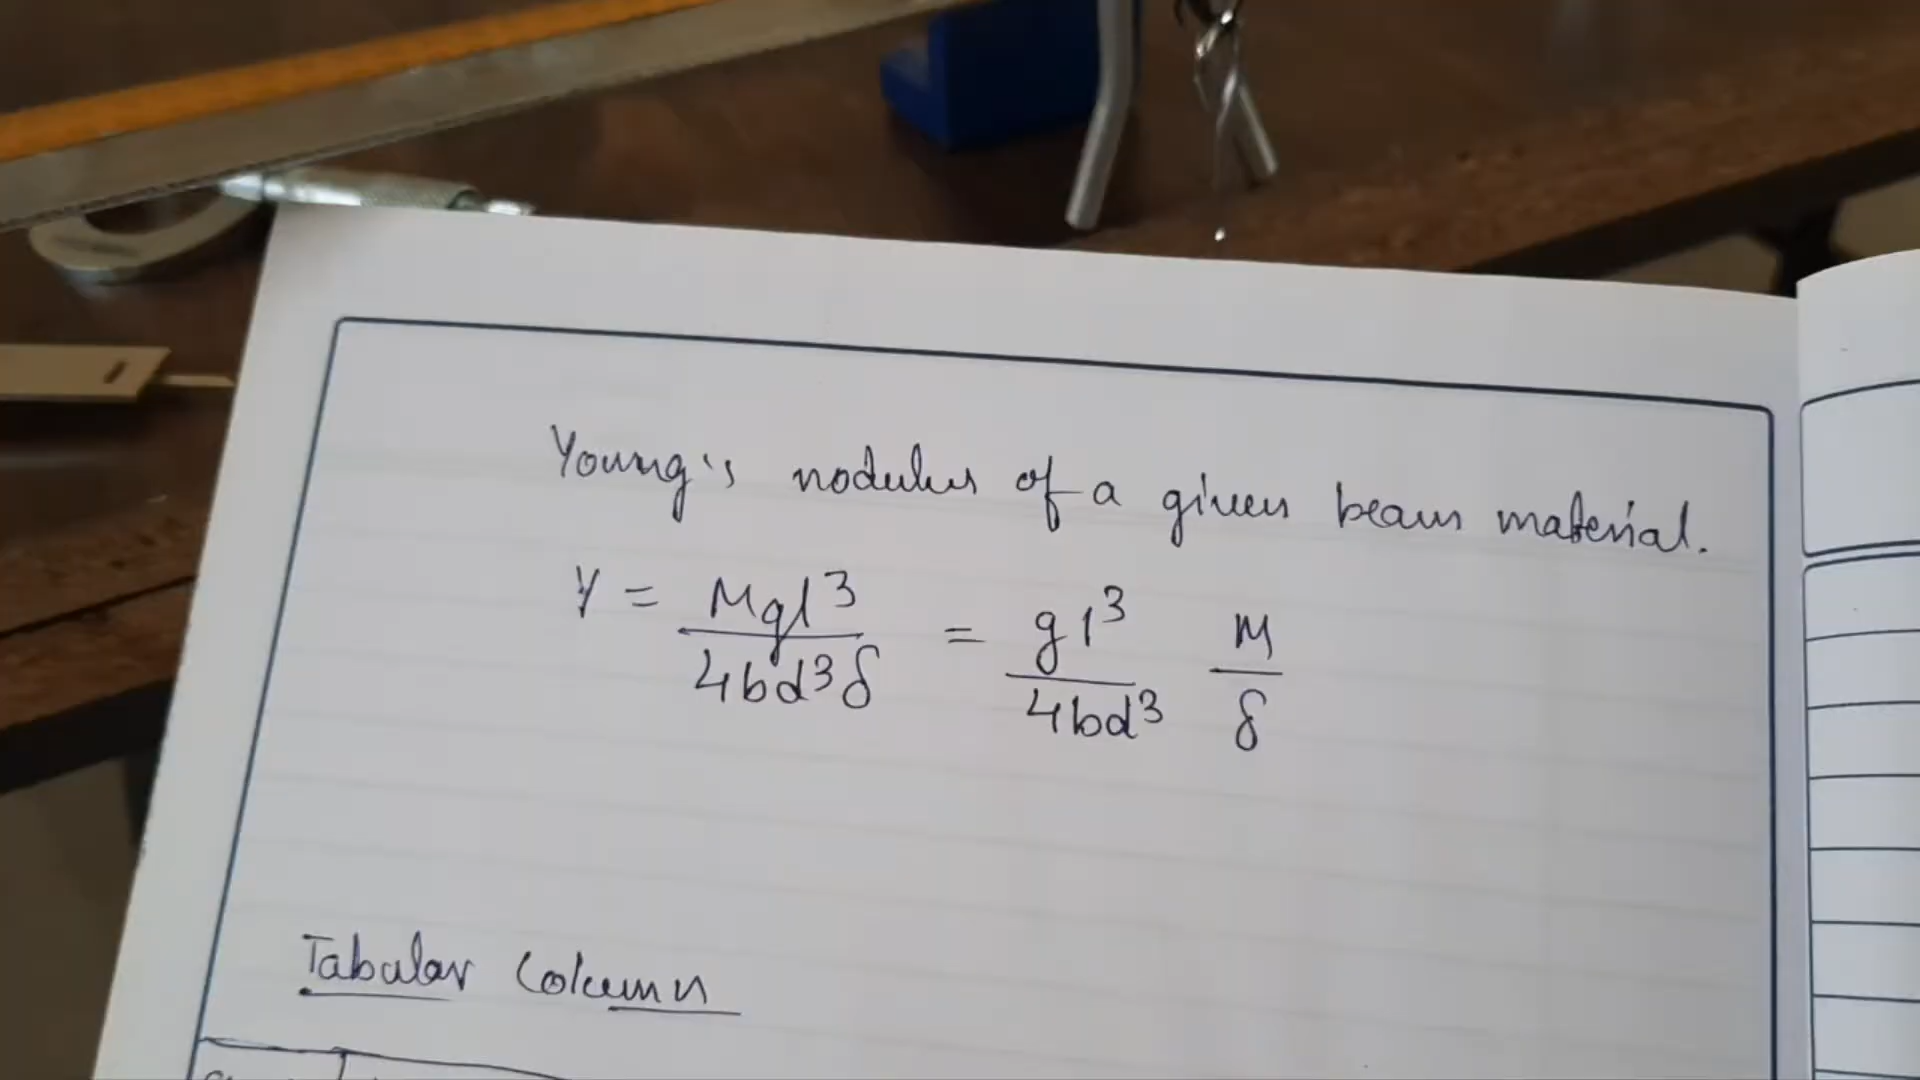 Young's nodulus of a given beam material.
Y = Mgl³ / 4bd³δ = gl³ / 4bd³ M / δ
Tabular Column